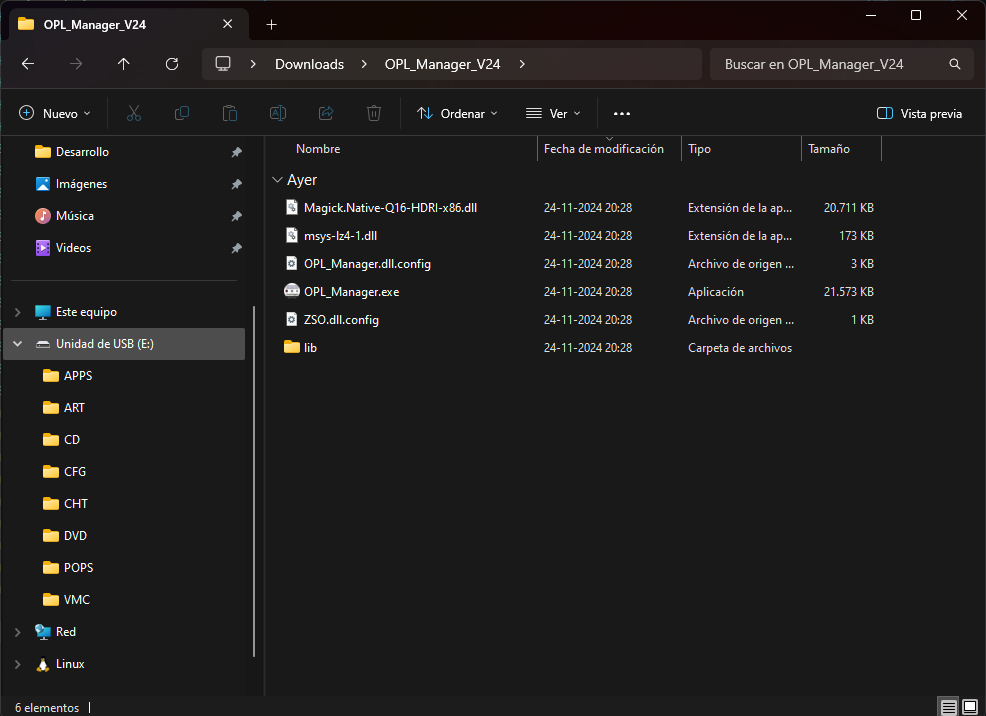 OPL_Manager_V24
Downloads OPL_Manager_V24
Buscar en OPL_Manager_V24
Nuevo
Ordenar
Ver
Vista previa
Desarrollo
Imágenes
Música
Videos
Este equipo
Unidad de USB (E:)
APPS
ART
CD
CFG
CHT
DVD
POPS
VMC
Red
Linux
Nombre Fecha de modificación Tipo Tamaño
Ayer
Magick.Native-Q16-HDRI-x86.dll 24-11-2024 20:28 Extensión de la ap... 20.711 KB
msys-lz4-1.dll 24-11-2024 20:28 Extensión de la ap... 173 KB
OPL_Manager.dll.config 24-11-2024 20:28 Archivo de origen ... 3 KB
OPL_Manager.exe 24-11-2024 20:28 Aplicación 21.573 KB
ZSO.dll.config 24-11-2024 20:28 Archivo de origen ... 1 KB
lib 24-11-2024 20:28 Carpeta de archivos
6 elementos